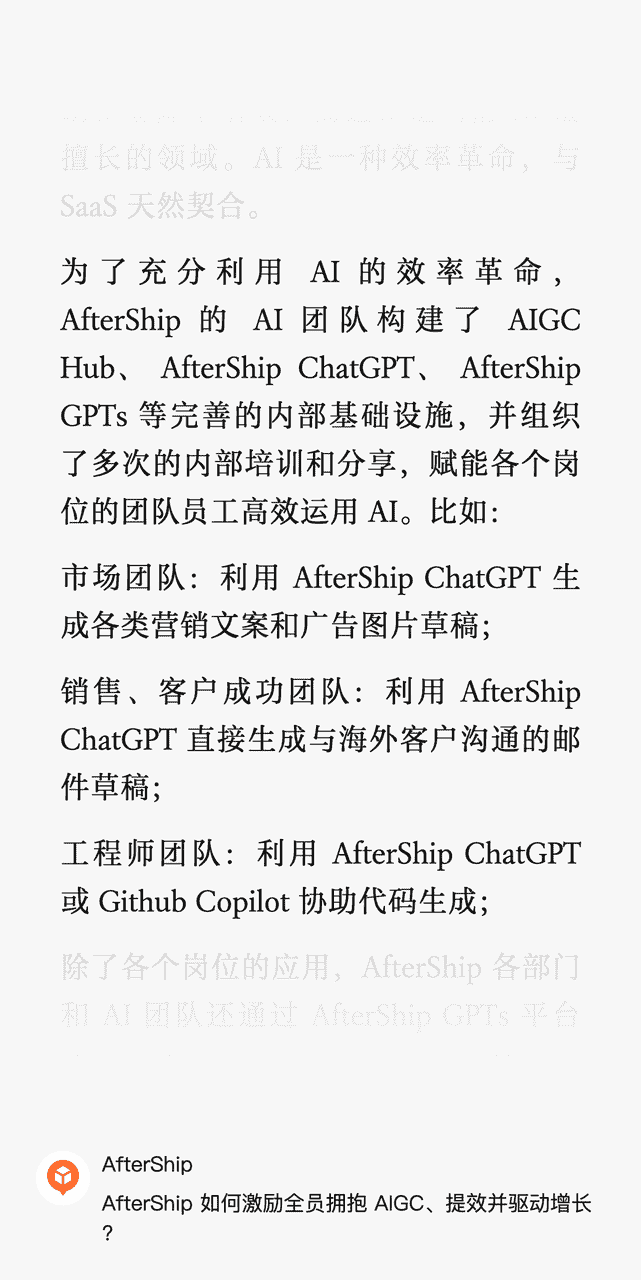 擅长的领域。AI 是一种效率革命，与
SaaS 天然契合。
为了充分利用 AI 的效率革命，
AfterShip 的 AI 团队构建了 AIGC
Hub、 AfterShip ChatGPT、 AfterShip
GPTs 等完善的内部基础设施，并组织
了多次的内部培训和分享，赋能各个岗
位的团队员工高效运用 AI。比如：
市场团队：利用 AfterShip ChatGPT 生
成各类营销文案和广告图片草稿；
销售、客户成功团队：利用 AfterShip
ChatGPT 直接生成与海外客户沟通的邮
件草稿；
工程师团队：利用 AfterShip ChatGPT
或 Github Copilot 协助代码生成；
除了各个岗位的应用，AfterShip 各部门
和 AI 团队还通过 AfterShip GPTs 平台
AfterShip
AfterShip 如何激励全员拥抱 AIGC、提效并驱动增长
？